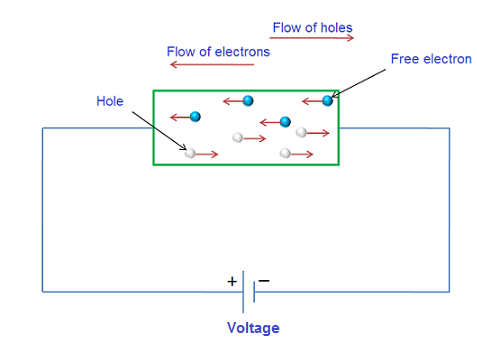 Flow of holes
Flow of electrons
Free electron
Hole
+ −
Voltage